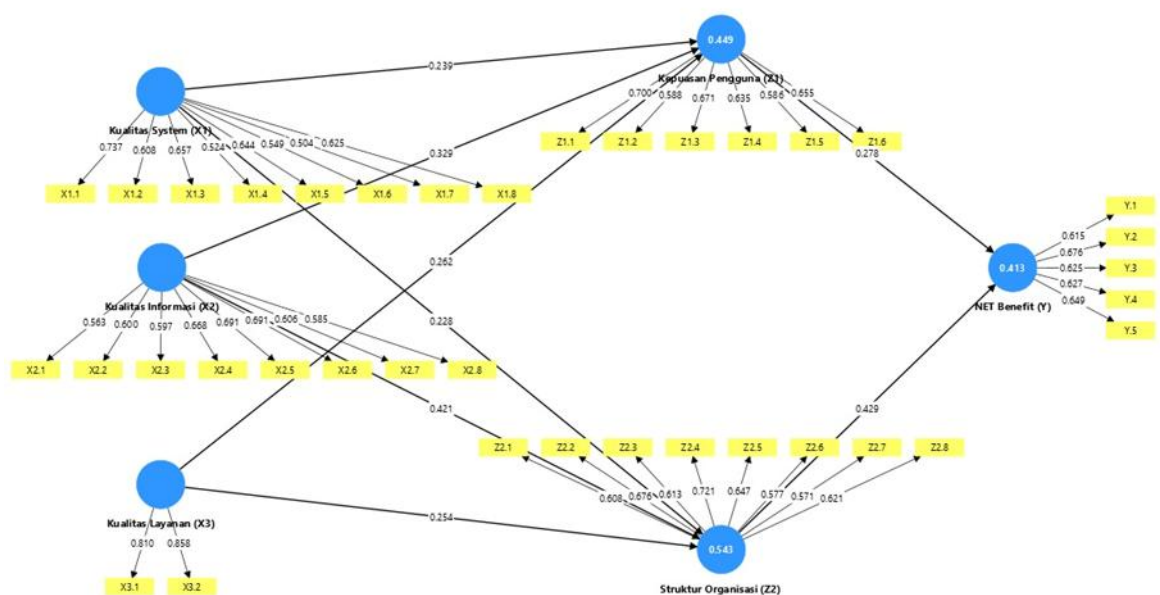 0.449
Kepuasan Pengguna (Z1)
0.239
0.700
0.588
0.671
0.635
0.586
0.655
Z1.1
Z1.2
Z1.3
Z1.4
Z1.5
Z1.6
Kualitas System (X1)
0.737
0.608
0.657
0.524
0.644
0.549
0.504
0.625
X1.1
X1.2
X1.3
X1.4
X1.5
X1.6
X1.7
X1.8
0.329
0.278
Y.1
Y.2
Y.3
Y.4
Y.5
0.615
0.676
0.625
0.627
0.649
0.413
NET Benefit (Y)
0.262
Kualitas Informasi (X2)
0.563
0.600
0.597
0.668
0.691
0.691
0.606
0.585
X2.1
X2.2
X2.3
X2.4
X2.5
X2.6
X2.7
X2.8
0.228
0.421
0.429
Z2.1
Z2.2
Z2.3
Z2.4
Z2.5
Z2.6
Z2.7
Z2.8
0.608
0.676
0.613
0.721
0.647
0.577
0.571
0.621
Kualitas Layanan (X3)
0.254
0.810
0.858
X3.1
X3.2
0.543
Struktur Organisasi (Z2)